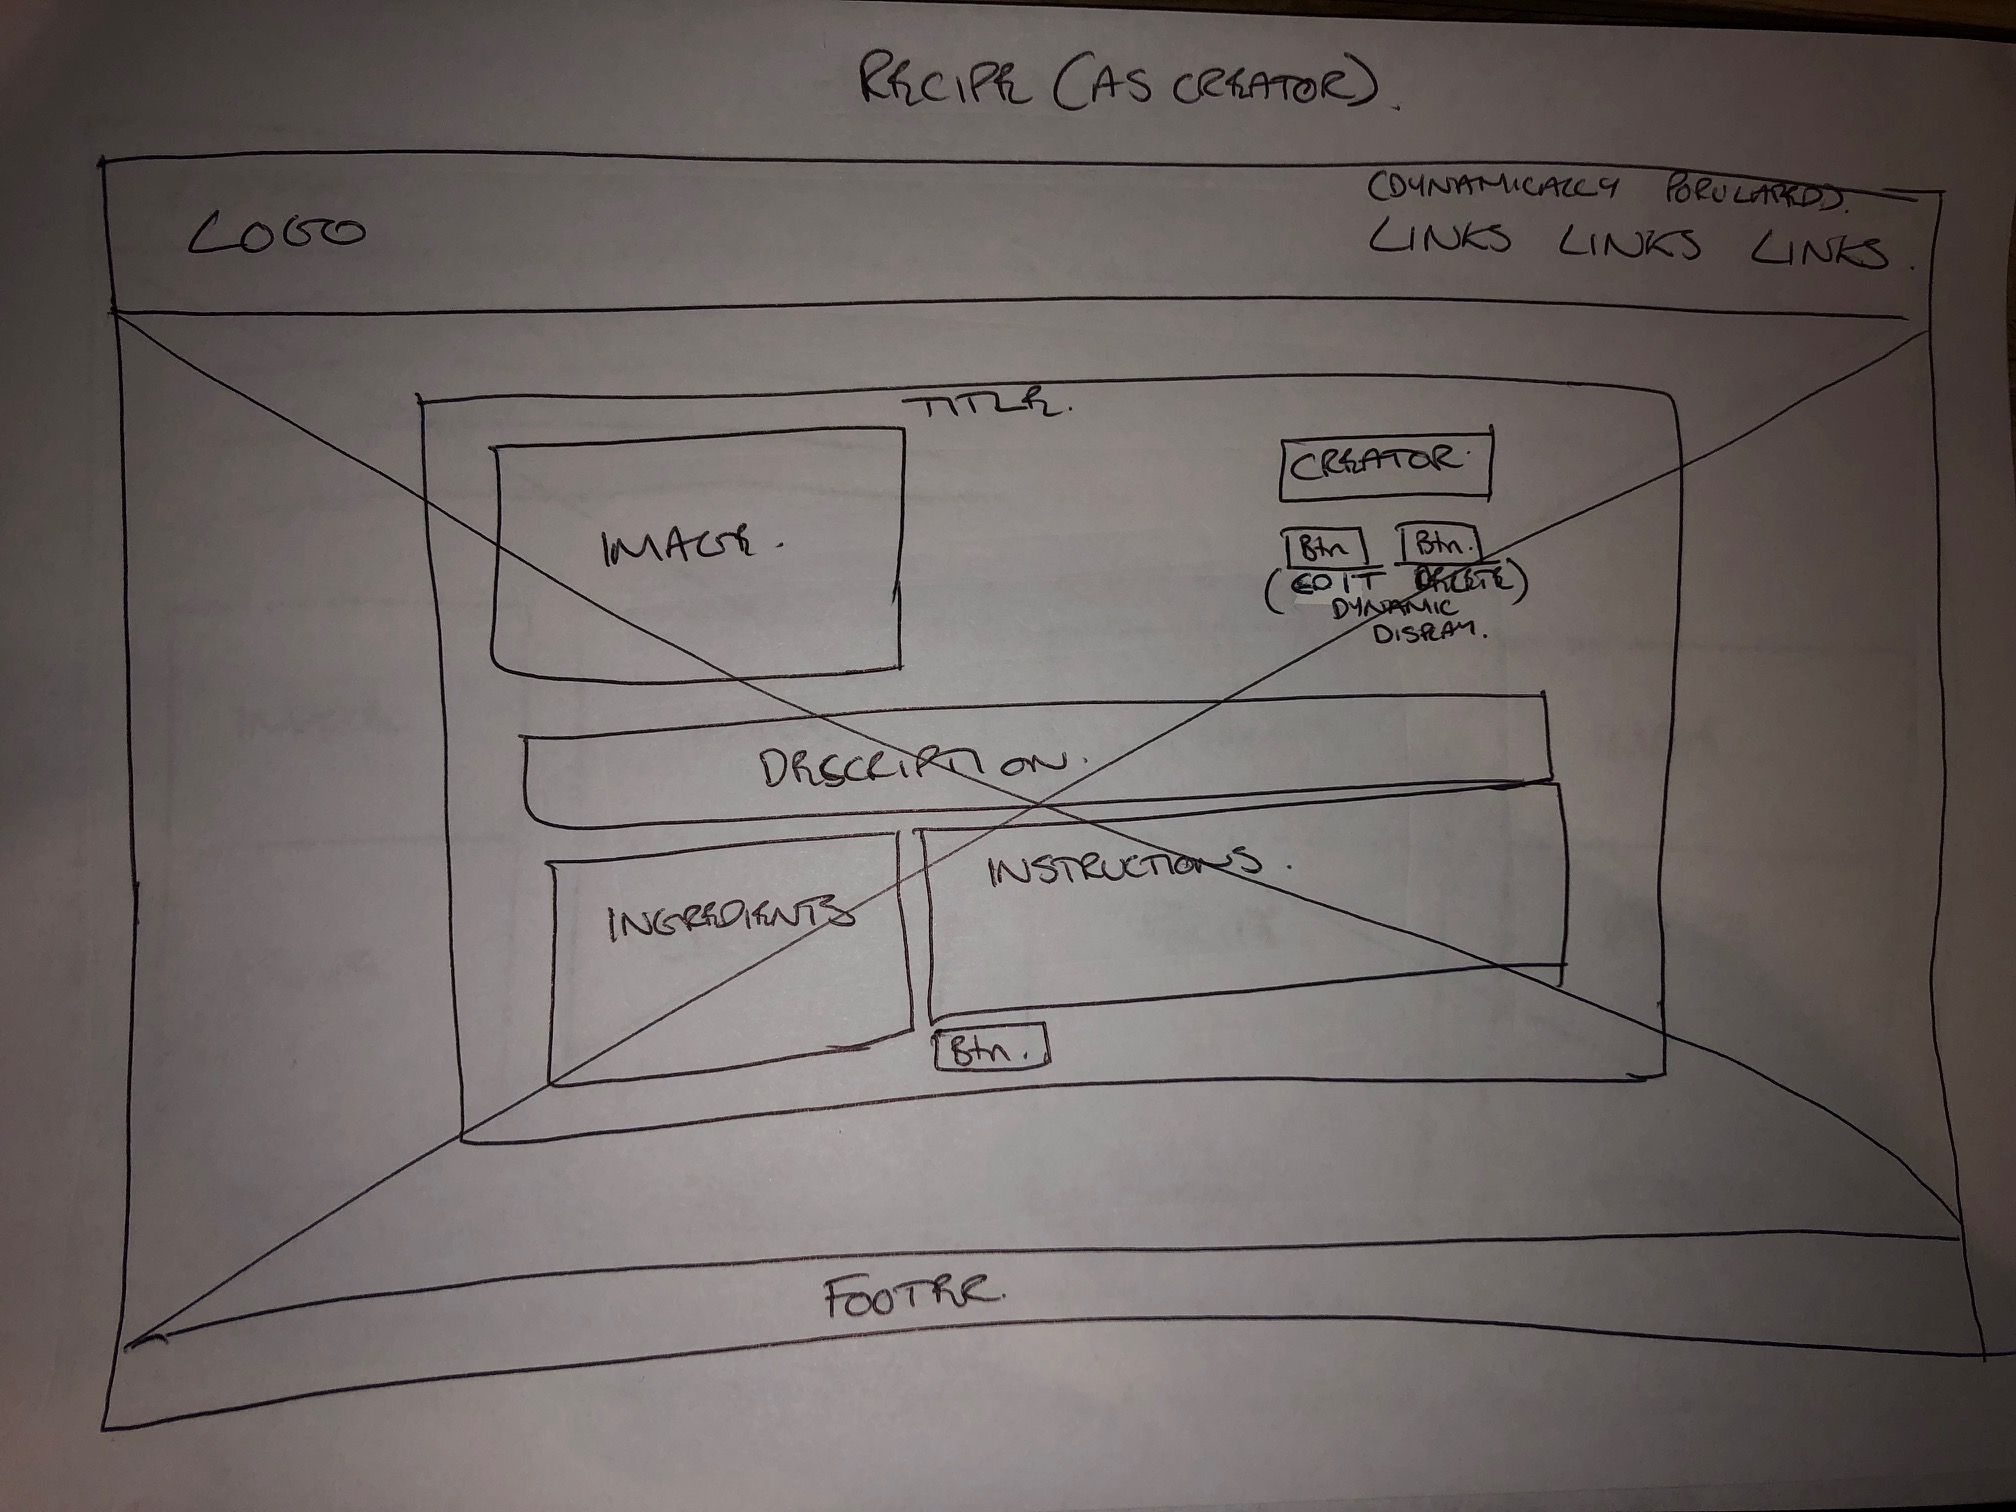 RECIPE (AS CREATOR).
(DYNAMICALLY POPULATED).
LOGO
LINKS LINKS LINKS.
TITLE.
IMAGE.
CREATOR.
Btn Btn.
(EDIT DELETE)
DYNAMIC
DISPLAY.
DESCRIPTION.
INGREDIENTS
INSTRUCTIONS.
Btn.
FOOTER.